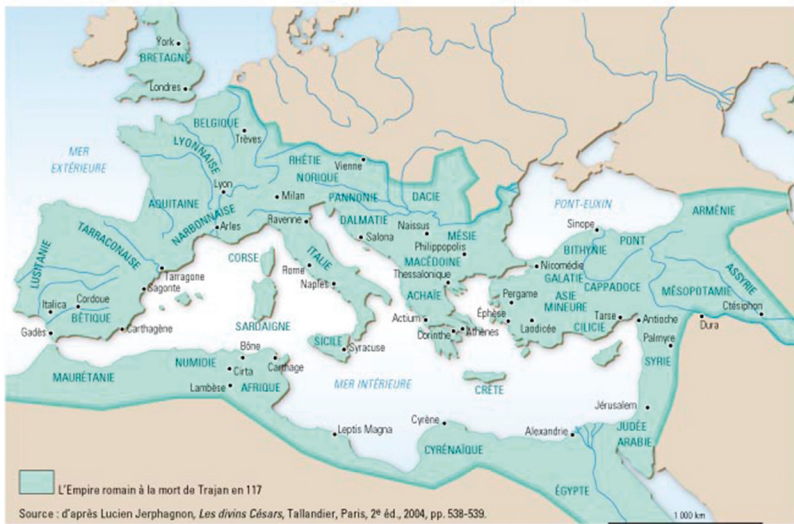 York
BRETAGNE
Londres
BELGIQUE
Trèves
MER
EXTÉRIEURE
LYONNAISE
RHÉTIE
Vienne
NORIQUE
Lyon
AQUITAINE
NARBONNAISE
Milan
PANNONIE
DACIE
PONT-EUXIN
ARMÉNIE
Arles
Ravenne
DALMATIE
Naissus
MÉSIE
Sinope
PONT
TARRACONAISE
LUSITANIE
CORSE
Salona
Philippopolis
BITHYNIE
ITALIE
MACÉDOINE
Nicomédie
Tarragone
Rome
Thessalonique
GALATIE
CAPPADOCE
ASSYRIE
Sagonte
Naples
Pergame
MÉSOPOTAMIE
Italica
Cordoue
ACHAÏE
ASIE
MINEURE
Ctésiphon
BÉTIQUE
SARDAIGNE
Actium
Éphèse
Tarse
Antioche
Dura
Gadès
Carthagène
SICILE
Corinthe
Athènes
Laodicée
CILICIE
Palmyre
Syracuse
Bône
NUMIDIE
Carthage
SYRIE
MAURÉTANIE
Cirta
Lambèse
AFRIQUE
MER INTÉRIEURE
CRÈTE
Jérusalem
Cyrène
Leptis Magna
Alexandrie
JUDÉE
ARABIE
CYRÉNAÏQUE
ÉGYPTE
L'Empire romain à la mort de Trajan en 117
1 000 km
Source : d'après Lucien Jerphagnon, Les divins Césars, Tallandier, Paris, 2e éd., 2004, pp. 538-539.